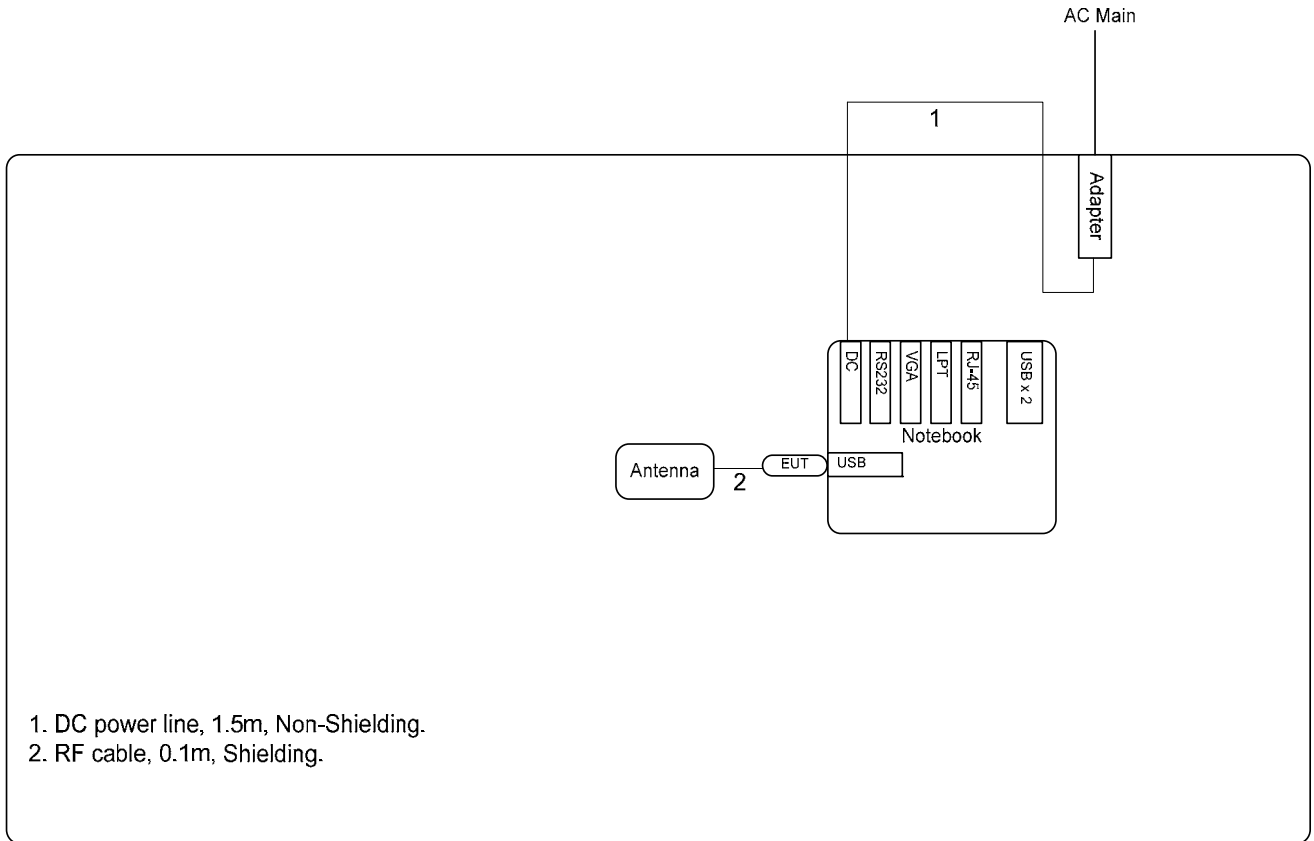 AC Main
1
Adapter
DC
RS232
VGA
LPT
RJ-45
USB x 2
Notebook
Antenna
2
EUT
USB
1. DC power line, 1.5m, Non-Shielding.
2. RF cable, 0.1m, Shielding.